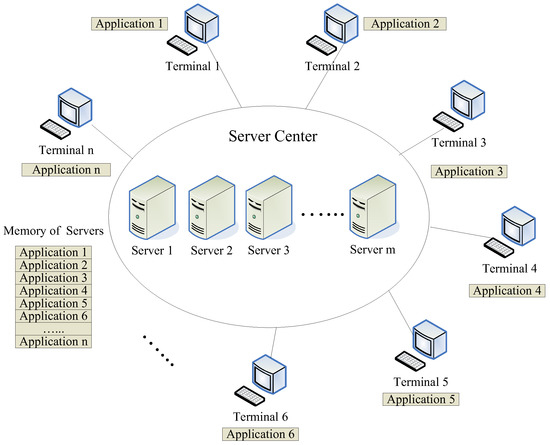 Application 1
Application 2
Terminal 1
Terminal 2
Terminal n
Application n
Server Center
Terminal 3
Application 3
Memory of Servers
Server 1
Server 2
Server 3
......
Server m
Application 1
Application 2
Application 3
Application 4
Application 5
Application 6
…...
Application n
Terminal 4
Application 4
......
Terminal 5
Application 5
Terminal 6
Application 6